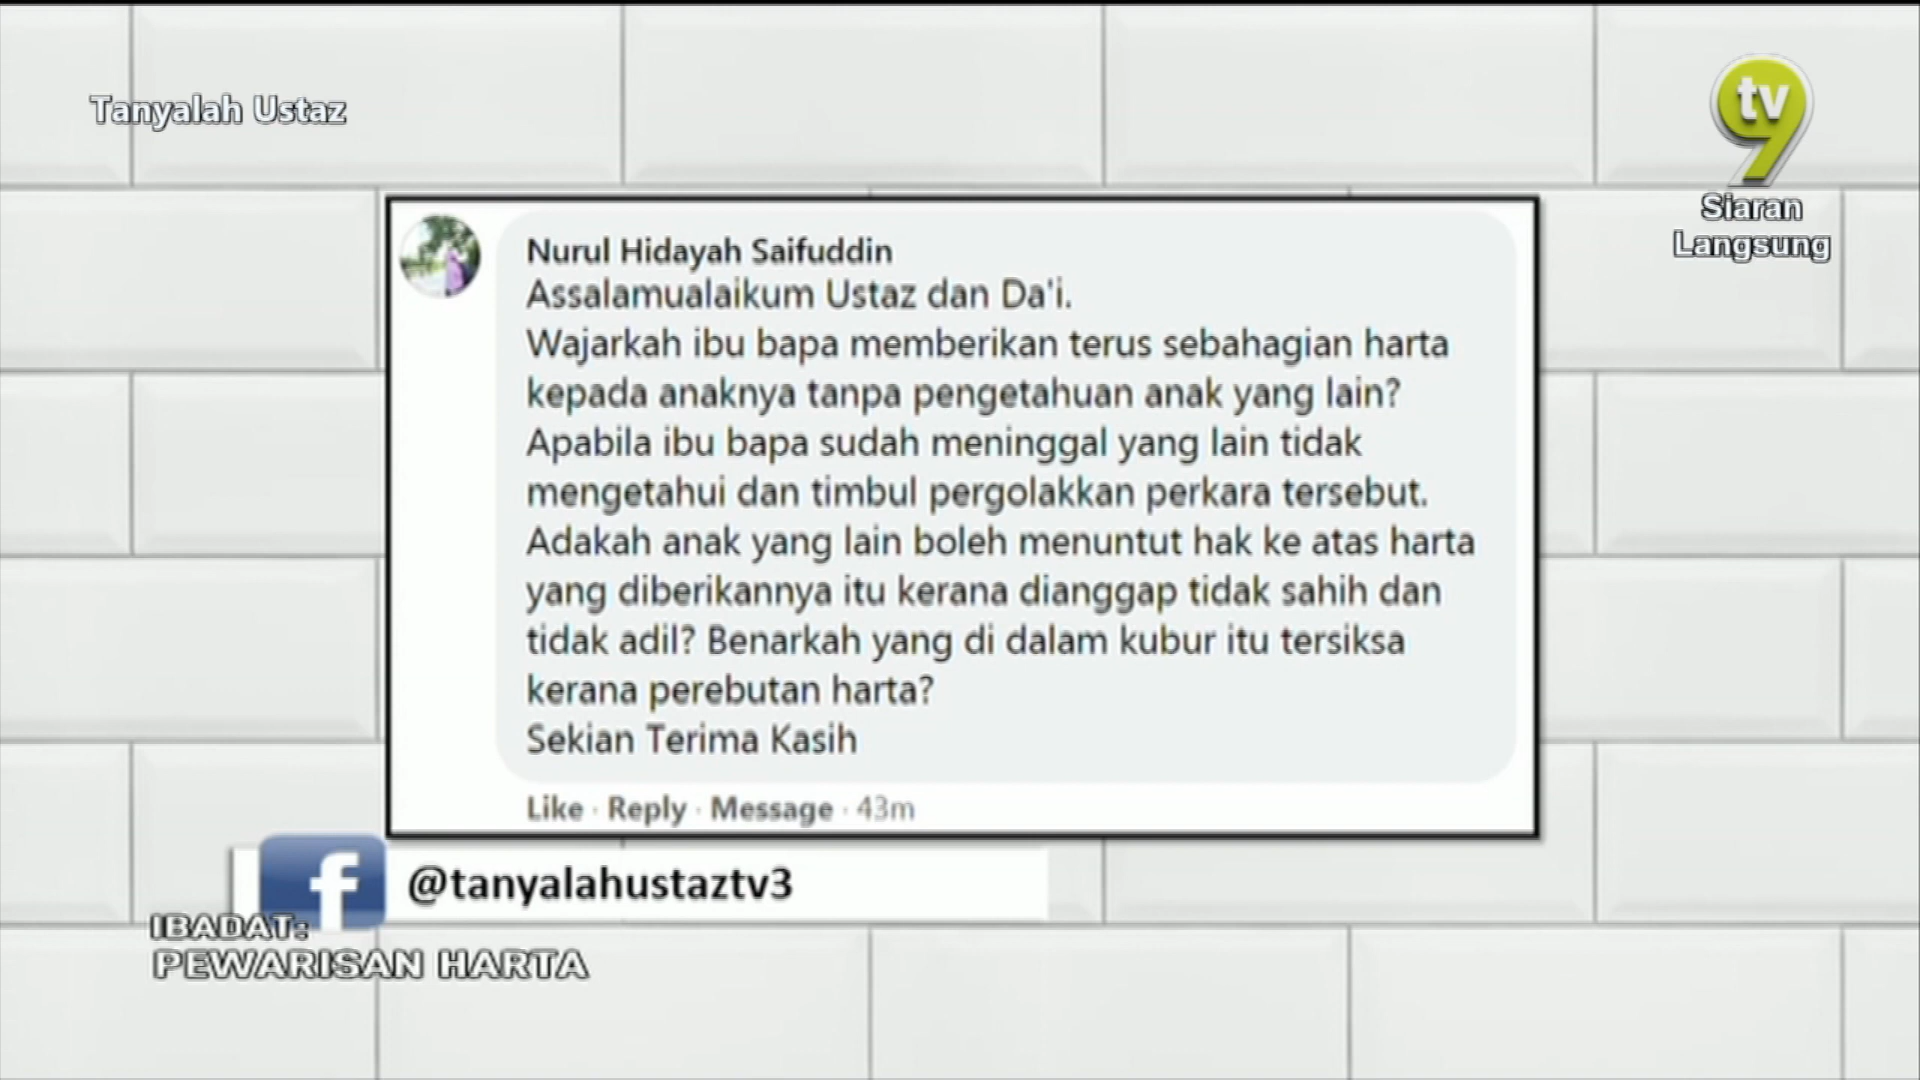 Tanyalah Ustaz
tv
9
Siaran
Langsung
Nurul Hidayah Saifuddin
Assalamualaikum Ustaz dan Da'i.
Wajarkah ibu bapa memberikan terus sebahagian harta
kepada anaknya tanpa pengetahuan anak yang lain?
Apabila ibu bapa sudah meninggal yang lain tidak
mengetahui dan timbul pergolakkan perkara tersebut.
Adakah anak yang lain boleh menuntut hak ke atas harta
yang diberikannya itu kerana dianggap tidak sahih dan
tidak adil? Benarkah yang di dalam kubur itu tersiksa
kerana perebutan harta?
Sekian Terima Kasih
Like · Reply · Message · 43m
f
@tanyalahustaztv3
IBADAT:
PEWARISAN HARTA